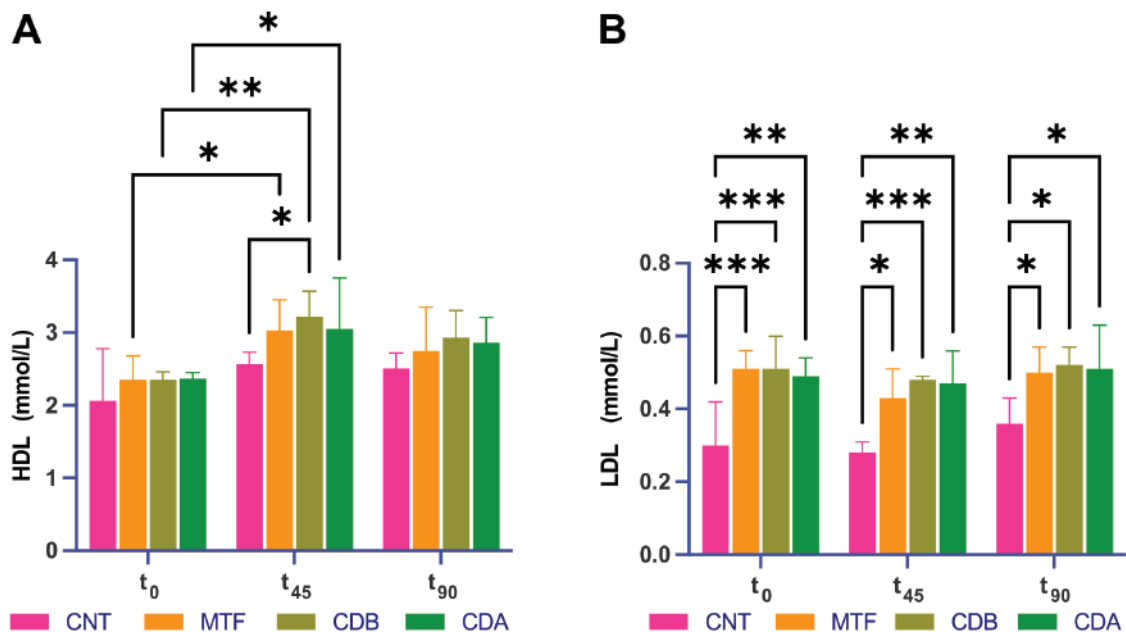 A
B
*
**
*
*
4
3
2
1
0
HDL (mmol/L)
t0
t45
t90
CNT
MTF
CDB
CDA
**
**
*
***
***
*
***
*
*
0.8
0.6
0.4
0.2
0.0
LDL (mmol/L)
t0
t45
t90
CNT
MTF
CDB
CDA